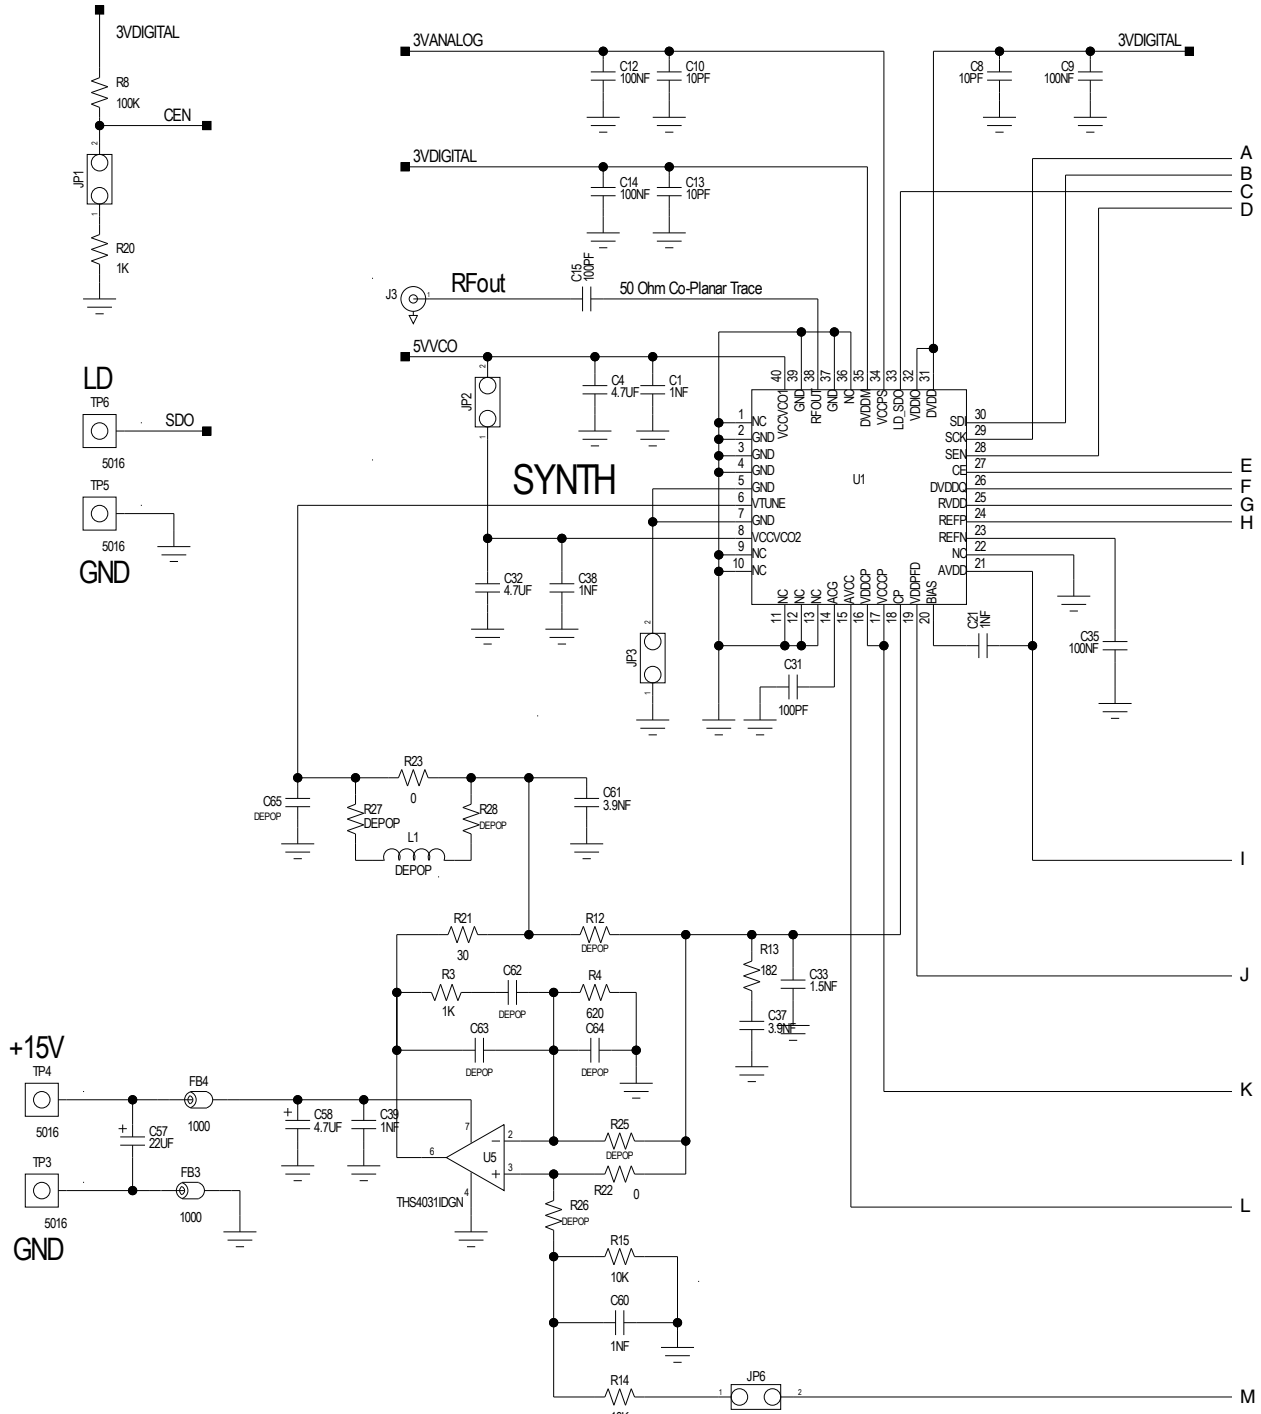 3VDIGITAL
R8
100K
CEN
2
JP1
1
R20
1K
LD
TP6
SDO
5016
TP5
5016
GND
3VANALOG
C12
100NF
C10
10PF
3VDIGITAL
C8
10PF
C9
100NF
3VDIGITAL
C14
100NF
C13
10PF
A
B
C
D
J3
1
RFout
C15
100PF
50 Ohm Co-Planar Trace
5VVCO
2
JP2
1
C4
4.7UF
C1
1NF
SYNTH
C32
4.7UF
C38
1NF
2
JP3
1
40 39 38 37 36 35 34 33 32 31
VCCVCO1
GND
RFOUT
GND
NC
DVDDM
VCCPS
LD_SDO
VDDIO
DVDD
U1
1 NC
2 GND
3 GND
4 GND
5 GND
6 VTUNE
7 GND
8 VCCVCO2
9 NC
10 NC
SDI 30
SCK 29
SEN 28
CE 27
DVDDQ 26
RVDD 25
REFP 24
REFN 23
NC 22
AVDD 21
E
F
G
H
NC
NC
NC
ACG
AVCC
VDDCP
VCCCP
CP
VDDPFD
BIAS
11 12 13 14 15 16 17 18 19 20
C21
1NF
C35
100NF
C31
100PF
R23
0
C65
DEPOP
R27
DEPOP
R28
DEPOP
L1
DEPOP
C61
3.9NF
I
R21
30
R12
DEPOP
R3
1K
C62
DEPOP
R4
620
R13
182
C33
1.5NF
C63
DEPOP
C64
DEPOP
C37
3.9NF
J
+15V
TP4
5016
FB4
1000
+ C57
22UF
+ C58
4.7UF
C39
1NF
TP3
5016
GND
FB3
1000
7
2
−
6
U5
+
3
4
THS4031IDGN
R25
DEPOP
R22
0
R26
DEPOP
K
L
R15
10K
C60
1NF
R14
JP6
1
2
M